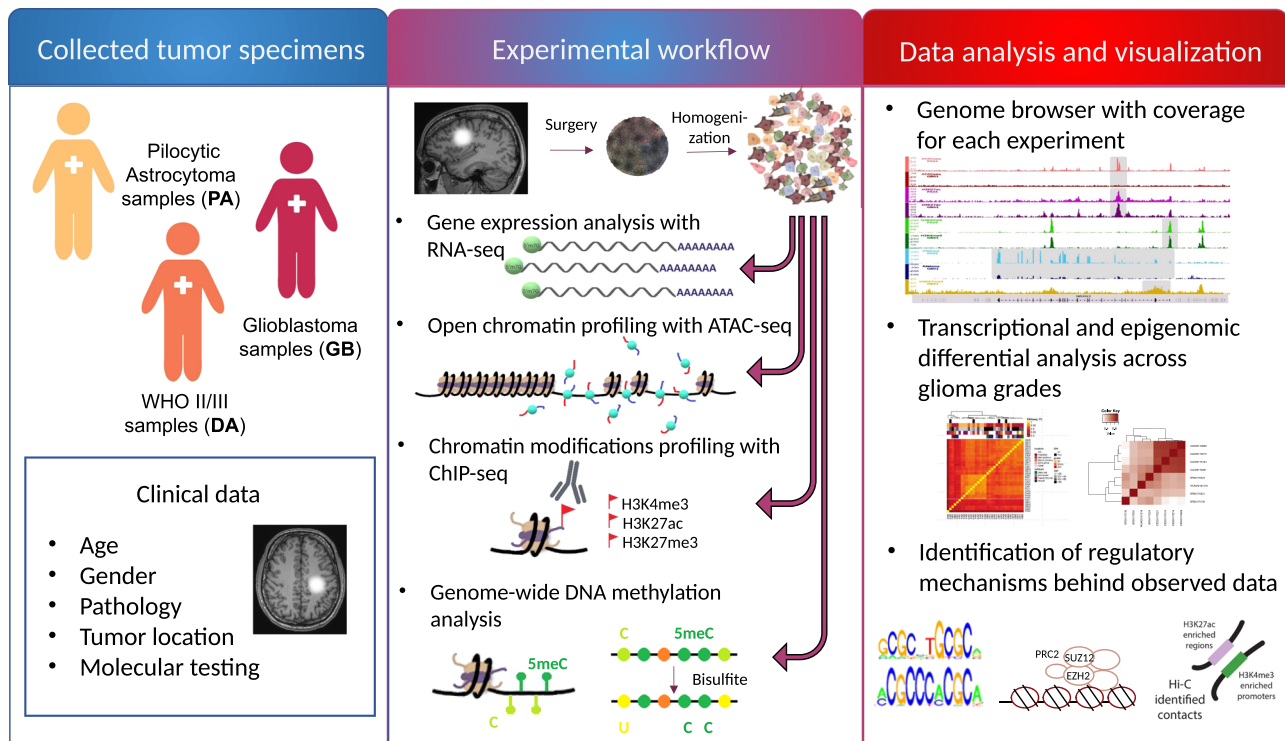 Collected tumor specimens
Pilocytic
Astrocytoma
samples (PA)
Glioblastoma
samples (GB)
WHO II/III
samples (DA)
Clinical data
• Age
• Gender
• Pathology
• Tumor location
• Molecular testing
Experimental workflow
Surgery
Homogeni-
zation
• Gene expression analysis with
RNA-seq
AAAAAAAA
AAAAAAAA
AAAAAAAA
• Open chromatin profiling with ATAC-seq
• Chromatin modifications profiling with
ChIP-seq
H3K4me3
H3K27ac
H3K27me3
• Genome-wide DNA methylation
analysis
5meC
C
C 5meC
Bisulfite
U C C
Data analysis and visualization
• Genome browser with coverage
for each experiment
• Transcriptional and epigenomic
differential analysis across
glioma grades
Color Key
• Identification of regulatory
mechanisms behind observed data
GCGC TGCGC
ACGCCCACGCA
PRC2
SUZ12
EZH2
H3K27ac
enriched
regions
Hi-C
identified
contacts
H3K4me3
enriched
promoters